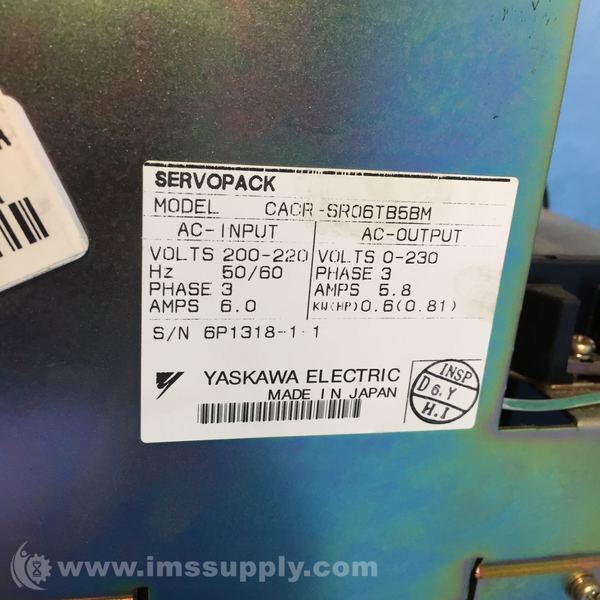 SERVOPACK
MODEL CACR-SR06TB5BM
AC-INPUT AC-OUTPUT
VOLTS 200-220 VOLTS 0-230
Hz 50/60 PHASE 3
PHASE 3 AMPS 5.8
AMPS 6.0 KW(HP)0.6(0.81)
S/N 6P1318-1-1
YASKAWA ELECTRIC
MADE IN JAPAN
INSP
D6.Y
H.I
www.imssupply.com